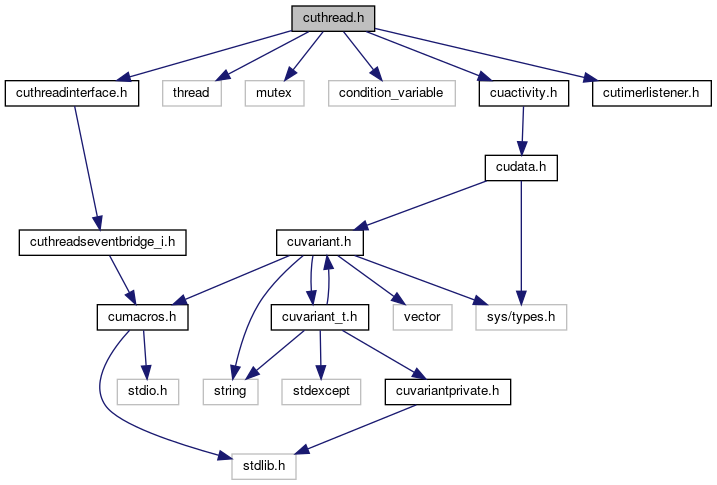 cuthread.h
cuthreadinterface.h
thread
mutex
condition_variable
cuactivity.h
cutimerlistener.h
cudata.h
cuthreadseventbridge_i.h
cuvariant.h
cumacros.h
cuvariant_t.h
vector
sys/types.h
stdio.h
string
stdexcept
cuvariantprivate.h
stdlib.h